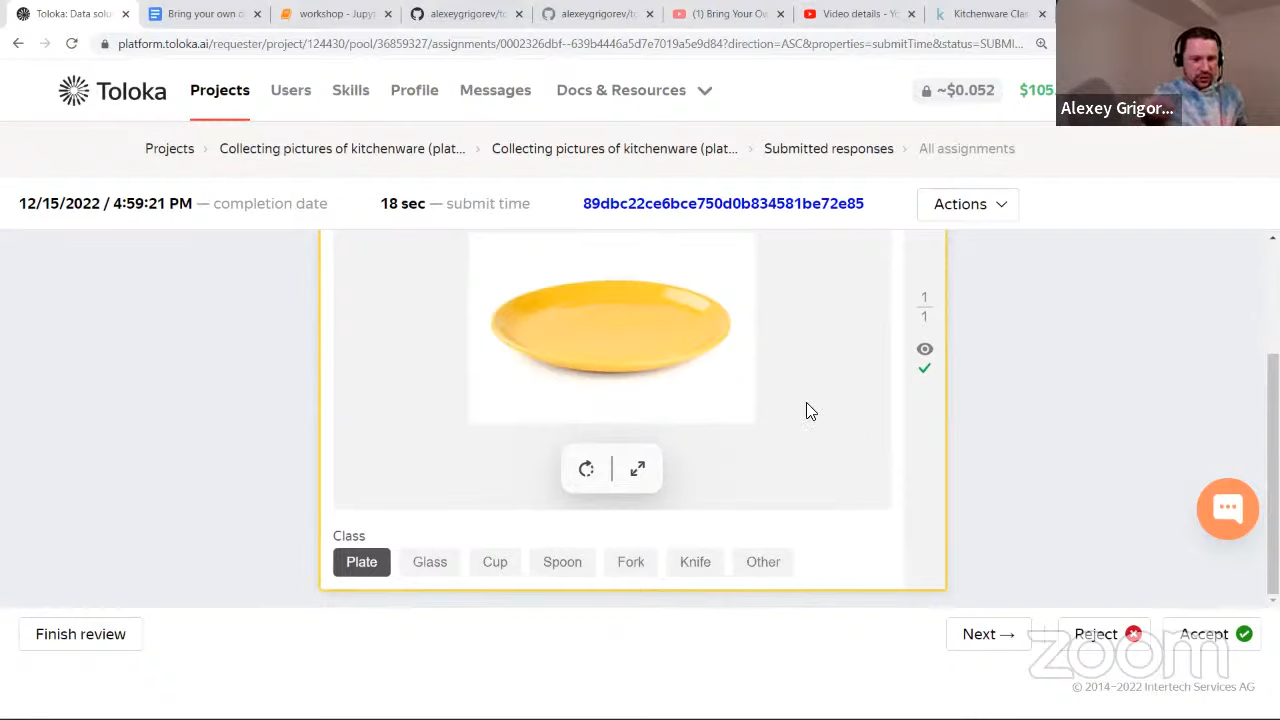 Toloka: Data solu
Bring your own d
workshop - Jupyt
alexeygrigorev/to
alexeygrigorev/to
(1) Bring Your Ow
Video details - Yo
Kitchenware Clas
platform.toloka.ai/requester/project/124430/pool/36859327/assignments/0002326dbf--639b4446a5d7e7019a5e9d84?direction=ASC&properties=submitTime&status=SUBMI...
Toloka
Projects
Users
Skills
Profile
Messages
Docs & Resources
~$0.052
$105.
Alexey Grigor...
Projects > Collecting pictures of kitchenware (plat... > Collecting pictures of kitchenware (plat... > Submitted responses > All assignments
12/15/2022 / 4:59:21 PM — completion date
18 sec — submit time
89dbc22ce6bce750d0b834581be72e85
Actions
1
1
Class
Plate
Glass
Cup
Spoon
Fork
Knife
Other
Finish review
Next →
Reject
Accept
zoom
© 2014–2022 Intertech Services AG